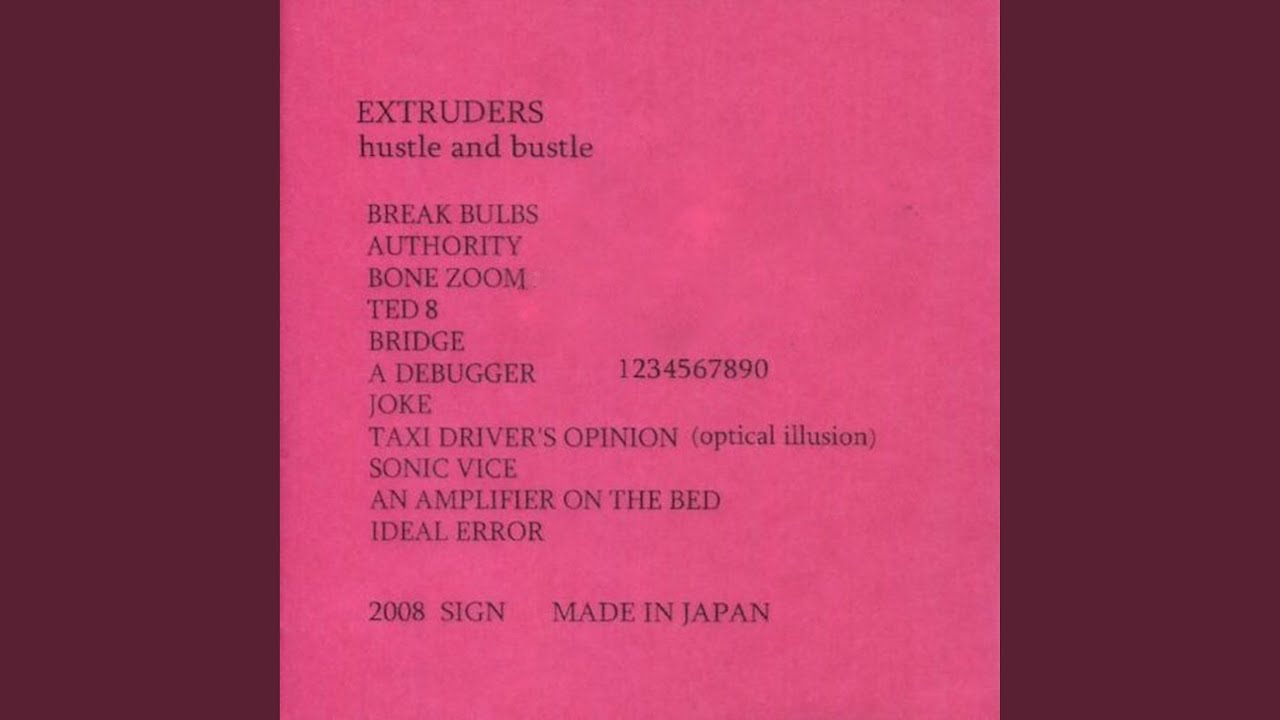 EXTRUDERS
hustle and bustle
BREAK BULBS
AUTHORITY
BONE ZOOM
TED 8
BRIDGE
A DEBUGGER 1234567890
JOKE
TAXI DRIVER'S OPINION (optical illusion)
SONIC VICE
AN AMPLIFIER ON THE BED
IDEAL ERROR
2008 SIGN MADE IN JAPAN